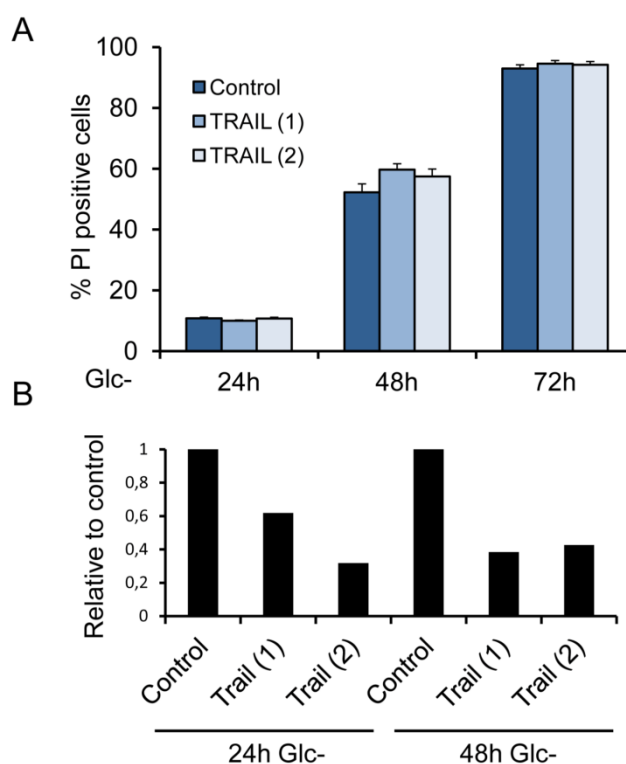 A
% PI positive cells
100
80
60
40
20
0
Control
TRAIL (1)
TRAIL (2)
Glc-
24h
48h
72h
B
Relative to control
1
0,8
0,6
0,4
0,2
0
Control
Trail (1)
Trail (2)
Control
Trail (1)
Trail (2)
24h Glc-
48h Glc-